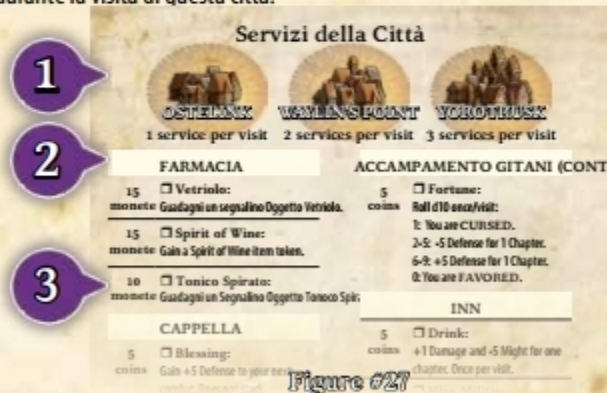 durante la visita di questa città.
Servizi della Città
1
OSTELINK WAYLIN'S POINT YOROTRUSK
1 service per visit 2 services per visit 3 services per visit
2
FARMACIA
15 monete ❐ Vetriolo:
Guadagni un segnalino Oggetto Vetriolo.
15 monete ❐ Spirit of Wine:
Gain a Spirit of Wine item token.
3
10 monete ❐ Tonico Spirato:
Guadagni un Segnalino Oggetto Tonoco Spir
CAPPELLA
5 coins ❐ Blessing:
Gain +5 Defense to your next
ACCAMPAMENTO GITANI (CONT
5 coins ❐ Fortune:
Roll d10 once/visit:
1: You are CURSED.
2-5: -5 Defense for 1 Chapter.
6-9: +5 Defense for 1 Chapter.
0: You are FAVORED.
INN
5 coins ❐ Drink:
+1 Damage and -5 Might for one
chapter. Once per visit.
Figure #27